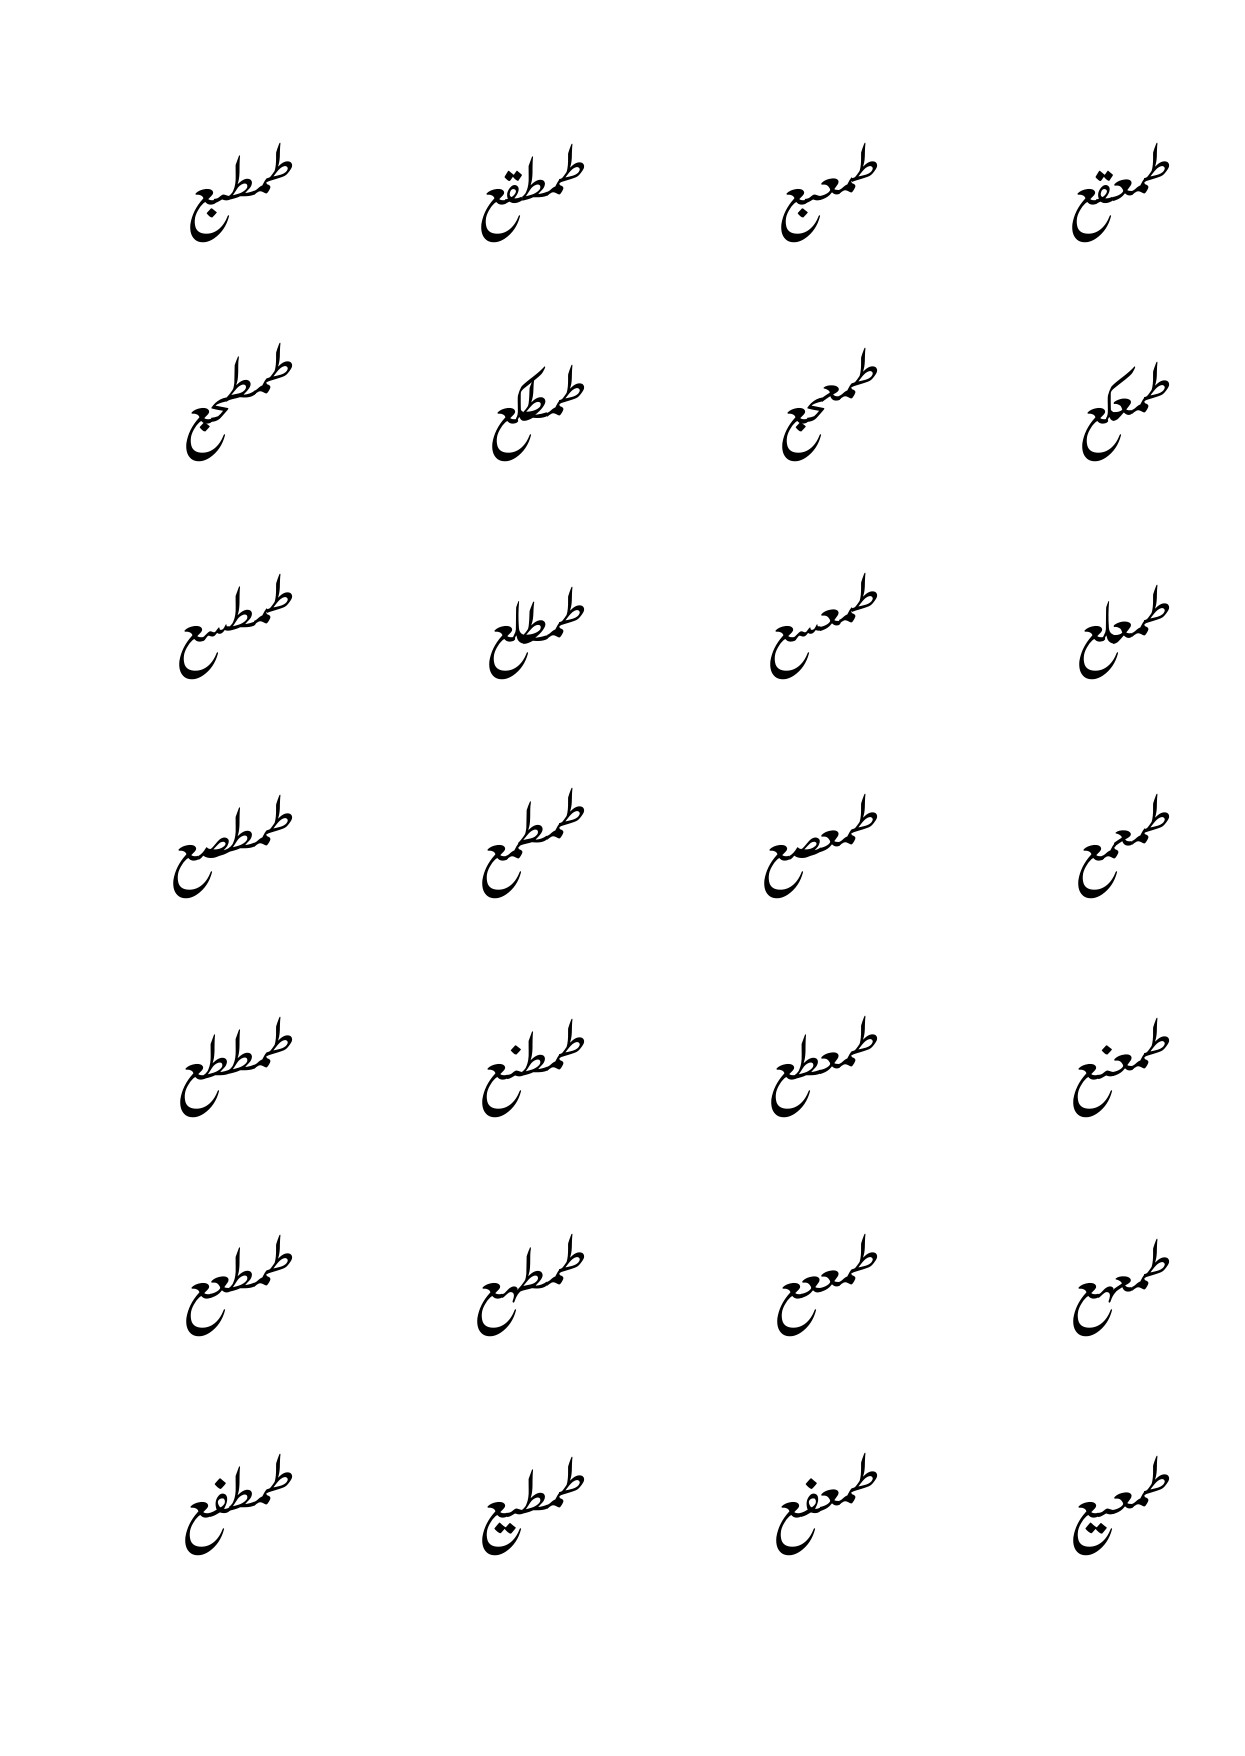 طمعقع طمعبع طمطقع طمطبع
طمعكع طمعجع طمطكع طمطجع
طمعلع طمعسع طمطلع طمطسع
طمعمع طمعصع طمطمع طمطصع
طمعنع طمعطع طمطنع طمططع
طمعهع طمععع طمطهع طمطعع
طمعيع طمعفع طمطيع طمطفع